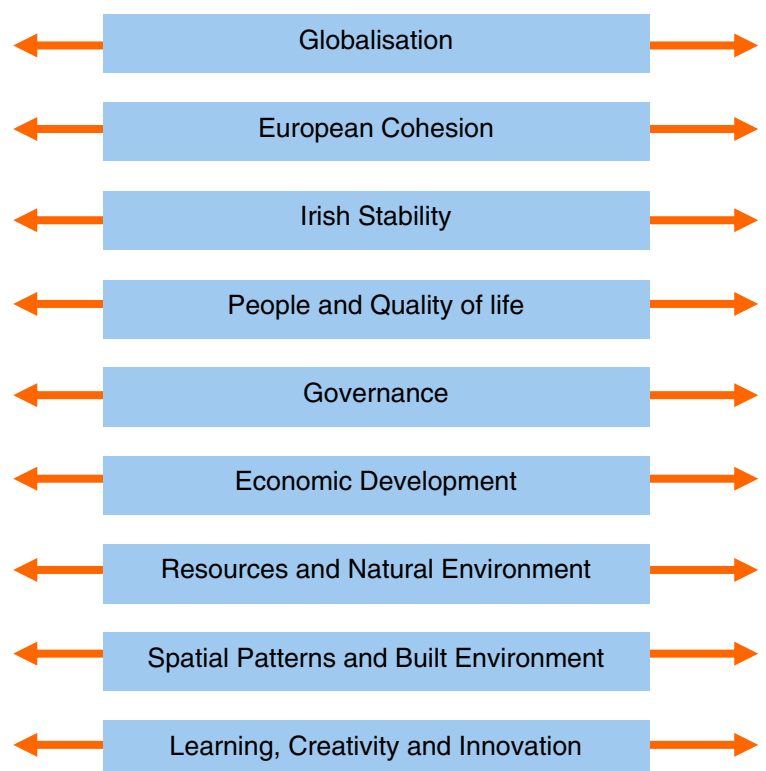 Globalisation
European Cohesion
Irish Stability
People and Quality of life
Governance
Economic Development
Resources and Natural Environment
Spatial Patterns and Built Environment
Learning, Creativity and Innovation